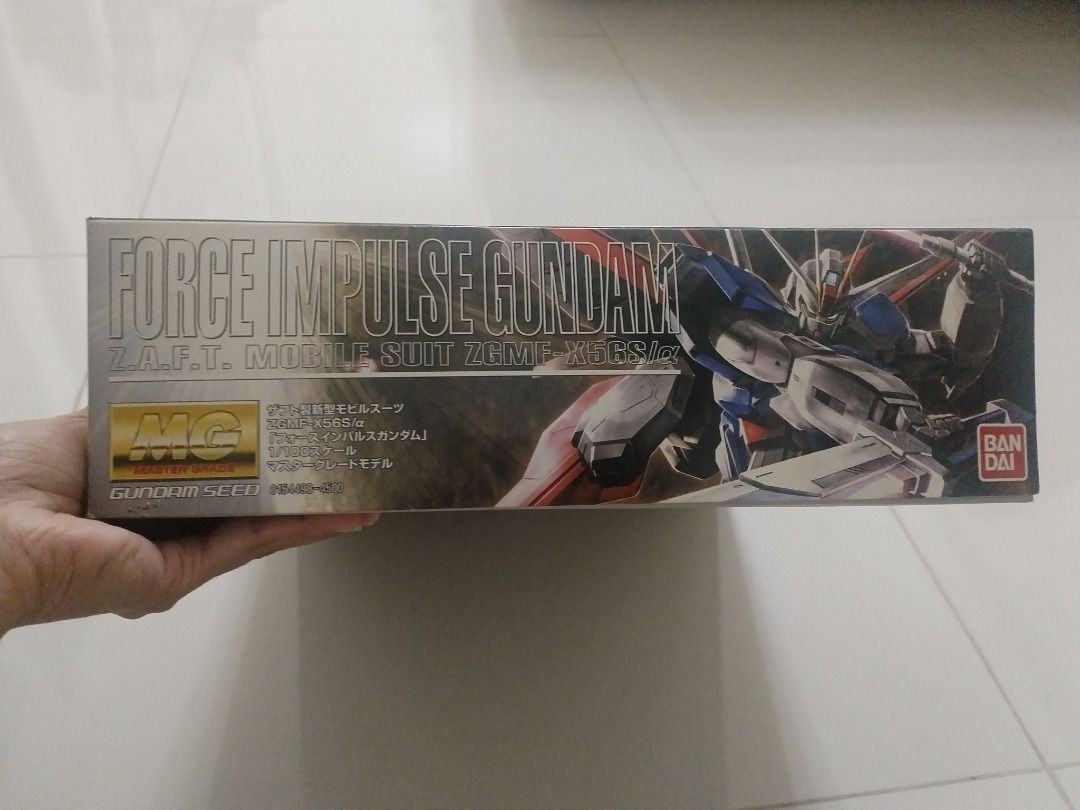 FORCE IMPULSE GUNDAM
Z.A.F.T. MOBILE SUIT ZGMF-X56S/α
MG
MASTER GRADE
GUNDAM SEED
ザフト製新型モビルスーツ
ZGMF-X56S/α
「フォースインパルスガンダム」
1/100スケール
マスターグレードモデル
0154498-4500
BAN
DAI